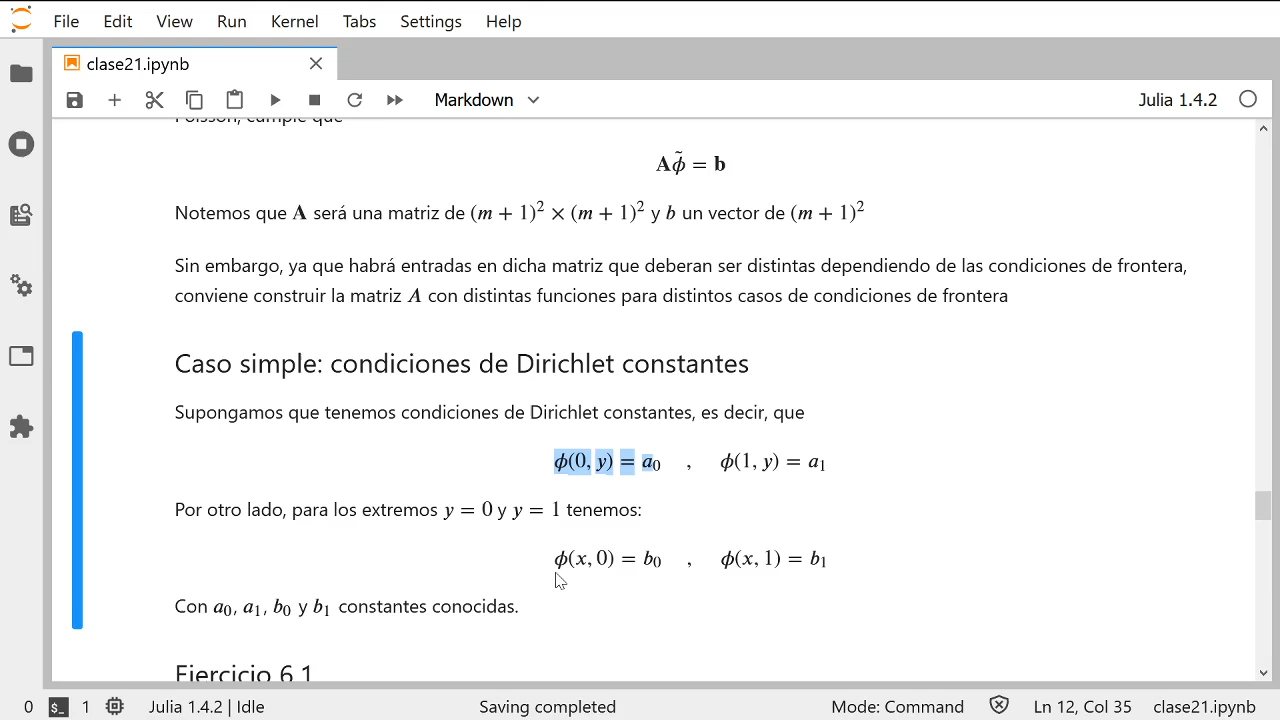 File Edit View Run Kernel Tabs Settings Help
clase21.ipynb
Markdown Julia 1.4.2
Poisson, cumple que
𝐀ϕ̃ = 𝐛
Notemos que 𝐀 será una matriz de (m + 1)² × (m + 1)² y b un vector de (m + 1)²
Sin embargo, ya que habrá entradas en dicha matriz que deberan ser distintas dependiendo de las condiciones de frontera,
conviene construir la matriz A con distintas funciones para distintos casos de condiciones de frontera
Caso simple: condiciones de Dirichlet constantes
Supongamos que tenemos condiciones de Dirichlet constantes, es decir, que
ϕ(0, y) = a₀ , ϕ(1, y) = a₁
Por otro lado, para los extremos y = 0 y y = 1 tenemos:
ϕ(x, 0) = b₀ , ϕ(x, 1) = b₁
Con a₀, a₁, b₀ y b₁ constantes conocidas.
Ejercicio 6.1
0 $_ 1 Julia 1.4.2 | Idle Saving completed Mode: Command Ln 12, Col 35 clase21.ipynb